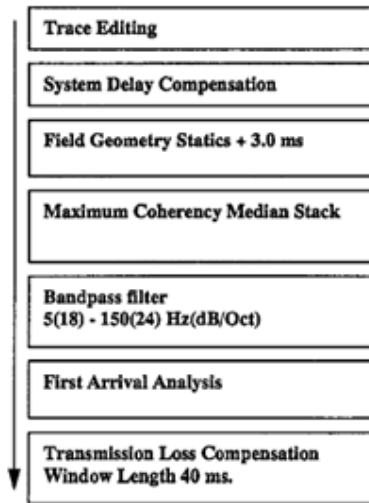 Trace Editing
System Delay Compensation
Field Geometry Statics + 3.0 ms
Maximum Coherency Median Stack
Bandpass filter
5(18) - 150(24) Hz(dB/Oct)
First Arrival Analysis
Transmission Loss Compensation
Window Length 40 ms.